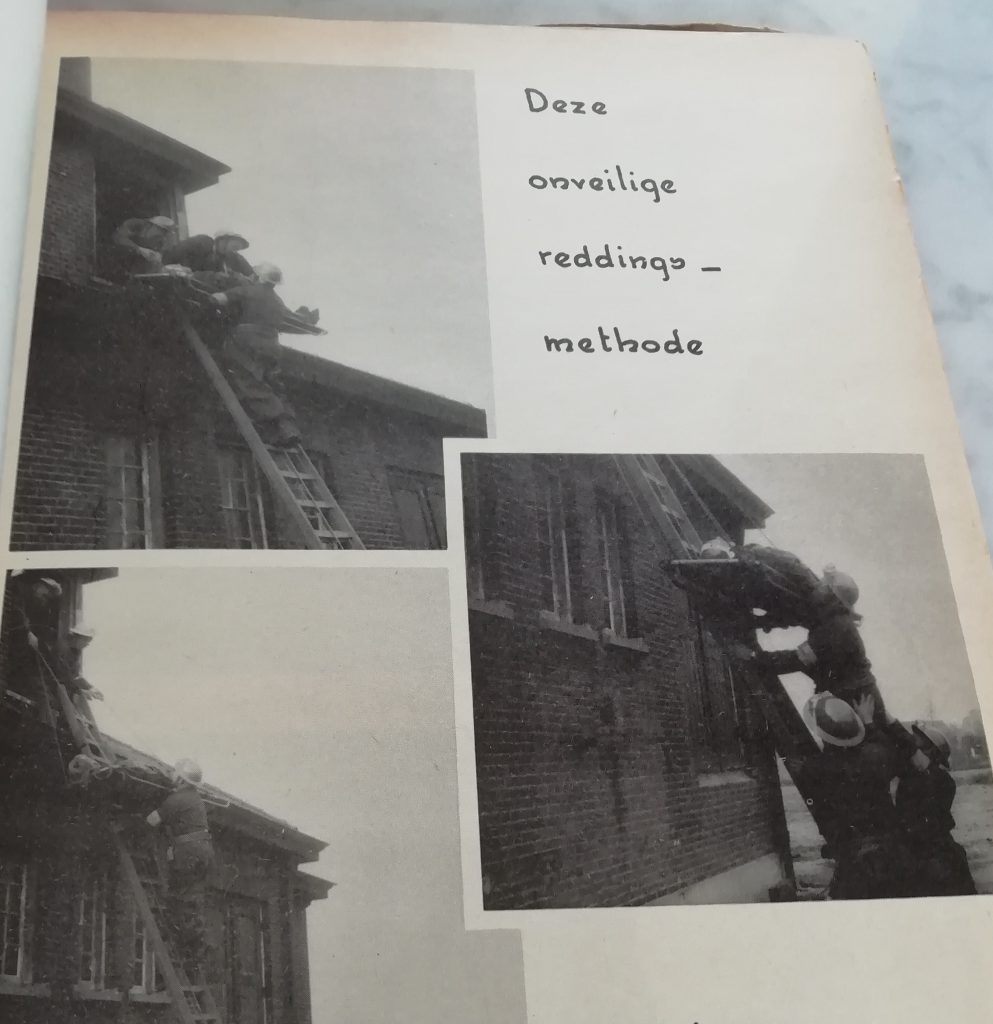 Deze
onveilige
reddings -
methode